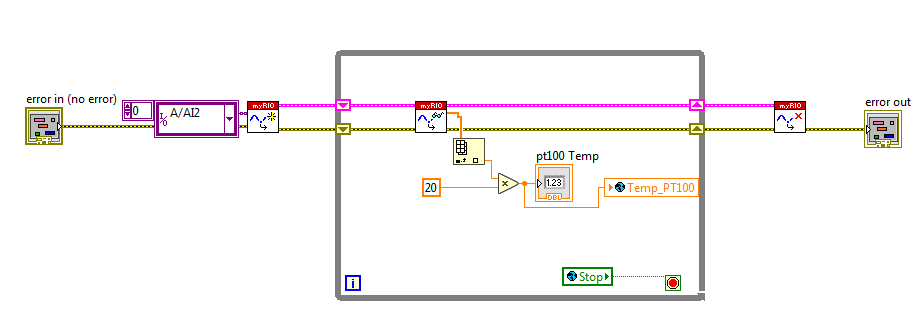 error in (no error)
0
I/O A/AI2
myRIO
myRIO
myRIO
error out
pt100 Temp
1.23
DBL
20
×
Temp_PT100
i
Stop